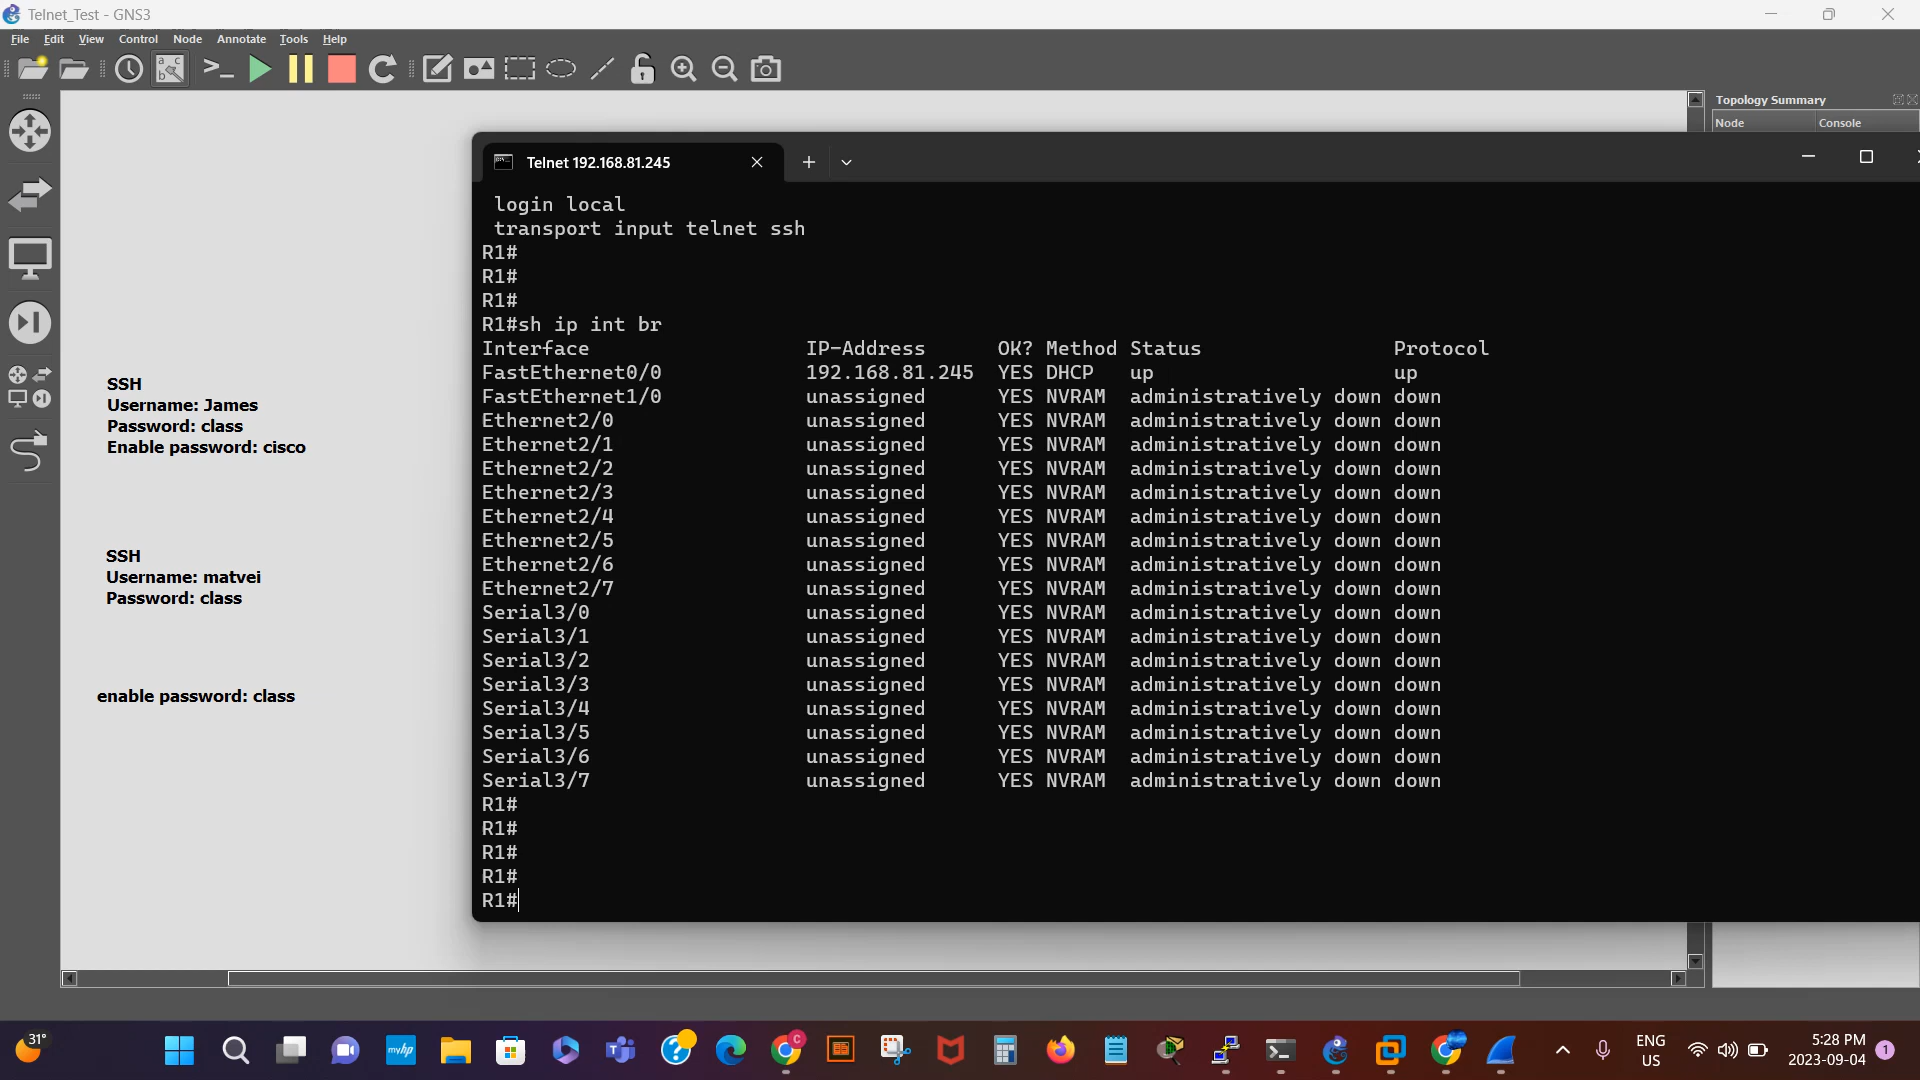 Telnet_Test - GNS3
File Edit View Control Node Annotate Tools Help
Topology Summary
Node Console
Telnet 192.168.81.245
login local
transport input telnet ssh
R1#
R1#
R1#
R1#sh ip int br
Interface IP-Address OK? Method Status Protocol
FastEthernet0/0 192.168.81.245 YES DHCP up up
FastEthernet1/0 unassigned YES NVRAM administratively down down
Ethernet2/0 unassigned YES NVRAM administratively down down
Ethernet2/1 unassigned YES NVRAM administratively down down
Ethernet2/2 unassigned YES NVRAM administratively down down
Ethernet2/3 unassigned YES NVRAM administratively down down
Ethernet2/4 unassigned YES NVRAM administratively down down
Ethernet2/5 unassigned YES NVRAM administratively down down
Ethernet2/6 unassigned YES NVRAM administratively down down
Ethernet2/7 unassigned YES NVRAM administratively down down
Serial3/0 unassigned YES NVRAM administratively down down
Serial3/1 unassigned YES NVRAM administratively down down
Serial3/2 unassigned YES NVRAM administratively down down
Serial3/3 unassigned YES NVRAM administratively down down
Serial3/4 unassigned YES NVRAM administratively down down
Serial3/5 unassigned YES NVRAM administratively down down
Serial3/6 unassigned YES NVRAM administratively down down
Serial3/7 unassigned YES NVRAM administratively down down
R1#
R1#
R1#
R1#
R1#
SSH
Username: James
Password: class
Enable password: cisco
SSH
Username: matvei
Password: class
enable password: class
31°
myhp
ENG
US
5:28 PM
2023-09-04
1